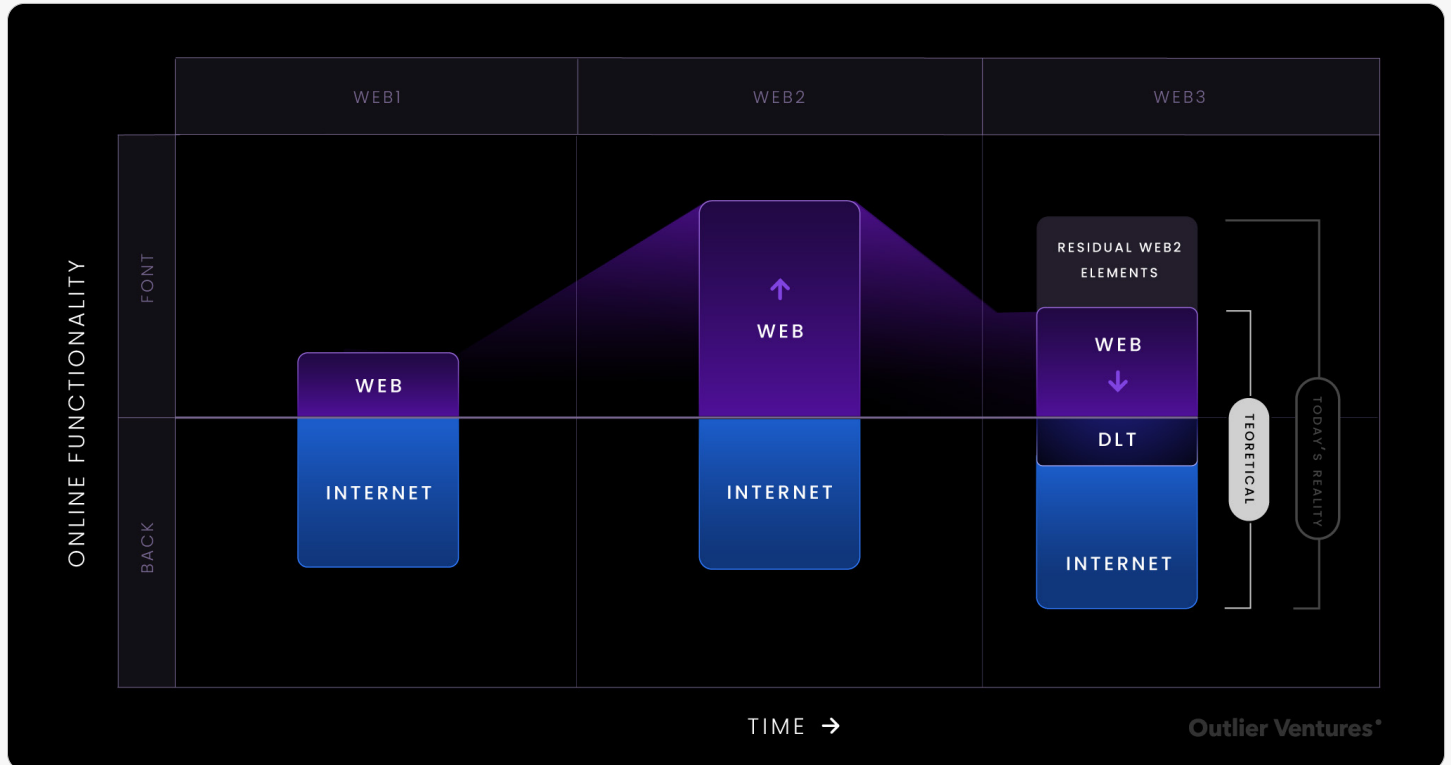 WEB1
WEB2
WEB3
ONLINE FUNCTIONALITY
FONT
BACK
WEB
INTERNET
WEB
INTERNET
RESIDUAL WEB2
ELEMENTS
WEB
DLT
INTERNET
TEORETICAL
TODAY'S REALITY
TIME →
Outlier Ventures